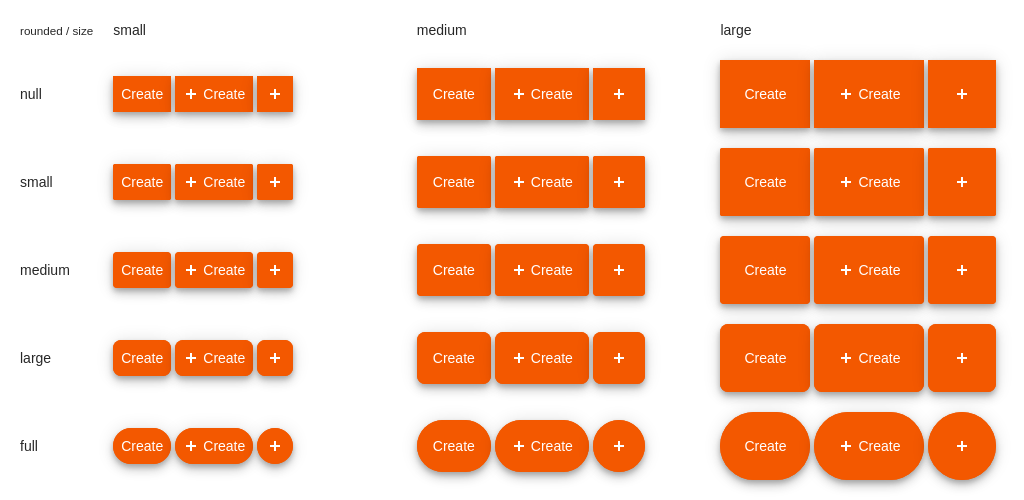 rounded / size small medium large
null Create + Create + Create + Create + Create + Create +
small Create + Create + Create + Create + Create + Create +
medium Create + Create + Create + Create + Create + Create +
large Create + Create + Create + Create + Create + Create +
full Create + Create + Create + Create + Create + Create +